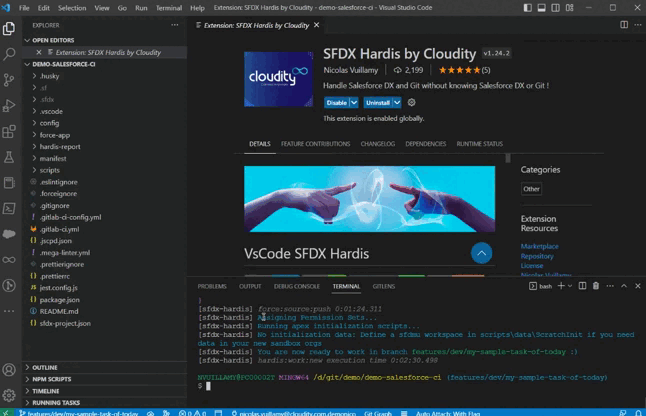 File Edit Selection View Go Run Terminal Help
Extension: SFDX Hardis by Cloudity - demo-salesforce-ci - Visual Studio Code
EXPLORER
OPEN EDITORS
Extension: SFDX Hardis by Cloudity
DEMO-SALESFORCE-CI
.husky
.sf
.sfdx
.vscode
config
force-app
hardis-report
manifest
scripts
.eslintignore
.forceignore
.gitignore
.gitlab-ci-config.yml
.gitlab-ci.yml
.jscpd.json
.mega-linter.yml
.prettierignore
.prettierrc
jest.config.js
package.json
README.md
sfdx-project.json
OUTLINE
NPM SCRIPTS
TIMELINE
RUNNING TASKS
Extension: SFDX Hardis by Cloudity
cloudity
SFDX Hardis by Cloudity v1.24.2
Nicolas Vuillamy 2,199 (5)
Handle Salesforce DX and Git without knowing Salesforce DX or Git !
Disable Uninstall
This extension is enabled globally.
DETAILS FEATURE CONTRIBUTIONS CHANGELOG DEPENDENCIES RUNTIME STATUS
VsCode SFDX Hardis
Categories
Other
Extension
Resources
Marketplace
Repository
License
Nicolas Vuillamy
PROBLEMS OUTPUT DEBUG CONSOLE TERMINAL GITLENS
bash
}
[sfdx-hardis] force:source:push 0:01:24.311
[sfdx-hardis] Assigning Permission Sets...
[sfdx-hardis] Running apex initialization scripts...
[sfdx-hardis] No initialization data: Define a sfdmu workspace in scripts\data\ScratchInit if you need
data in your new sandbox orgs
[sfdx-hardis] You are now ready to work in branch features/dev/my-sample-task-of-today :)
[sfdx-hardis] hardis:work:new execution time 0:02:30.498
NVUILLAMY@PC00002T MINGW64 /d/git/demo/demo-salesforce-ci (features/dev/my-sample-task-of-today)
$
features/dev/my-sample-task-of-today 0 0 nicolas.vuillamy@cloudity.com.demonico Git Graph Auto Attach: With Flag